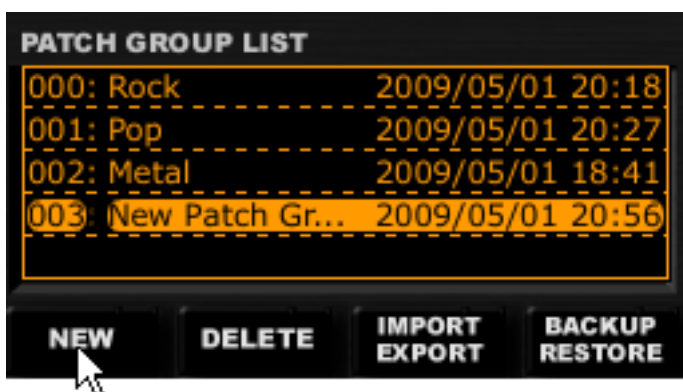 PATCH GROUP LIST
000: Rock 2009/05/01 20:18
001: Pop 2009/05/01 20:27
002: Metal 2009/05/01 18:41
003: New Patch Gr... 2009/05/01 20:56
NEW DELETE IMPORT EXPORT BACKUP RESTORE